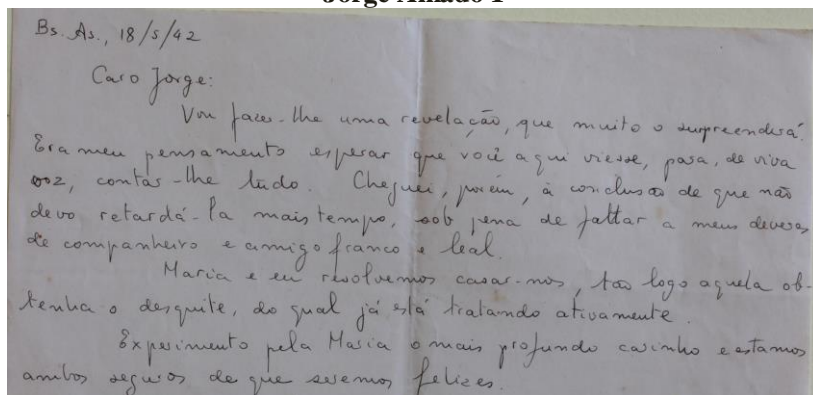 Jorge Amado 1
Bs. As., 18/5/42
Caro Jorge:
Vou fazer-lhe uma revelação, que muito o surpreenderá.
Era meu pensamento esperar que você aqui viesse, para, de viva
voz, contar-lhe tudo. Cheguei, porém, à conclusão de que não
devo retardá-la mais tempo, sob pena de faltar a meus deveres
de companheiro e amigo franco e leal.
Maria e eu resolvemos casar-nos, tão logo aquela ob-
tenha o desquite, do qual já está tratando ativamente.
Experimento pela Maria o mais profundo carinho e estamos
ambos seguros de que seremos felizes.